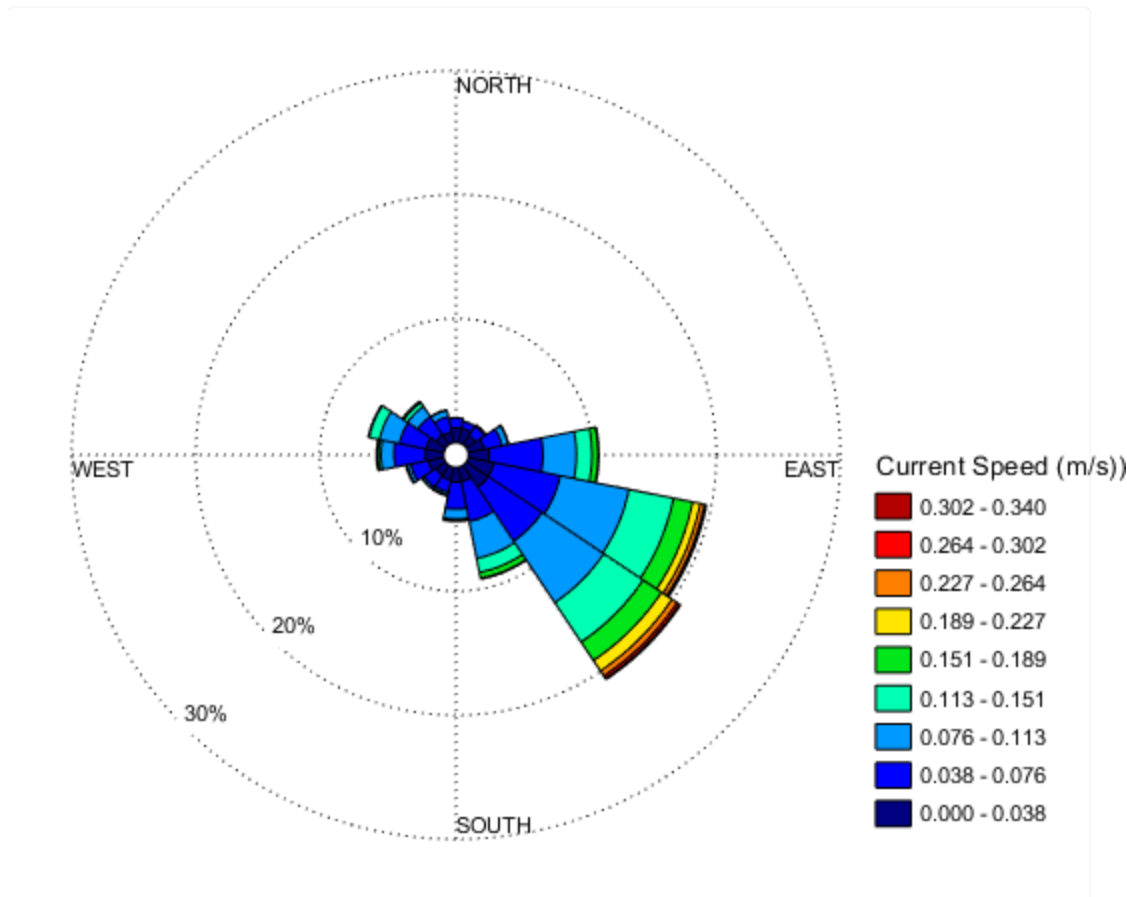 NORTH
WEST
EAST
10%
20%
30%
SOUTH
Current Speed (m/s))
0.302 - 0.340
0.264 - 0.302
0.227 - 0.264
0.189 - 0.227
0.151 - 0.189
0.113 - 0.151
0.076 - 0.113
0.038 - 0.076
0.000 - 0.038